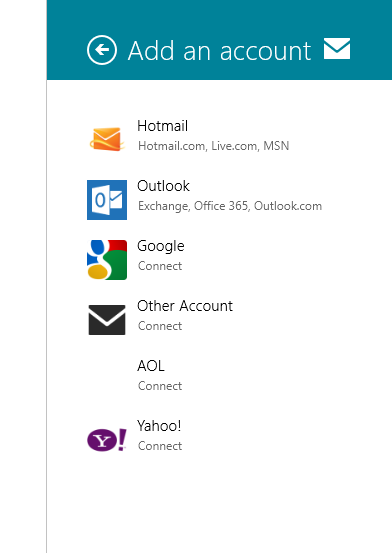 Add an account
Hotmail
Hotmail.com, Live.com, MSN
Outlook
Exchange, Office 365, Outlook.com
Google
Connect
Other Account
Connect
AOL
Connect
Yahoo!
Connect